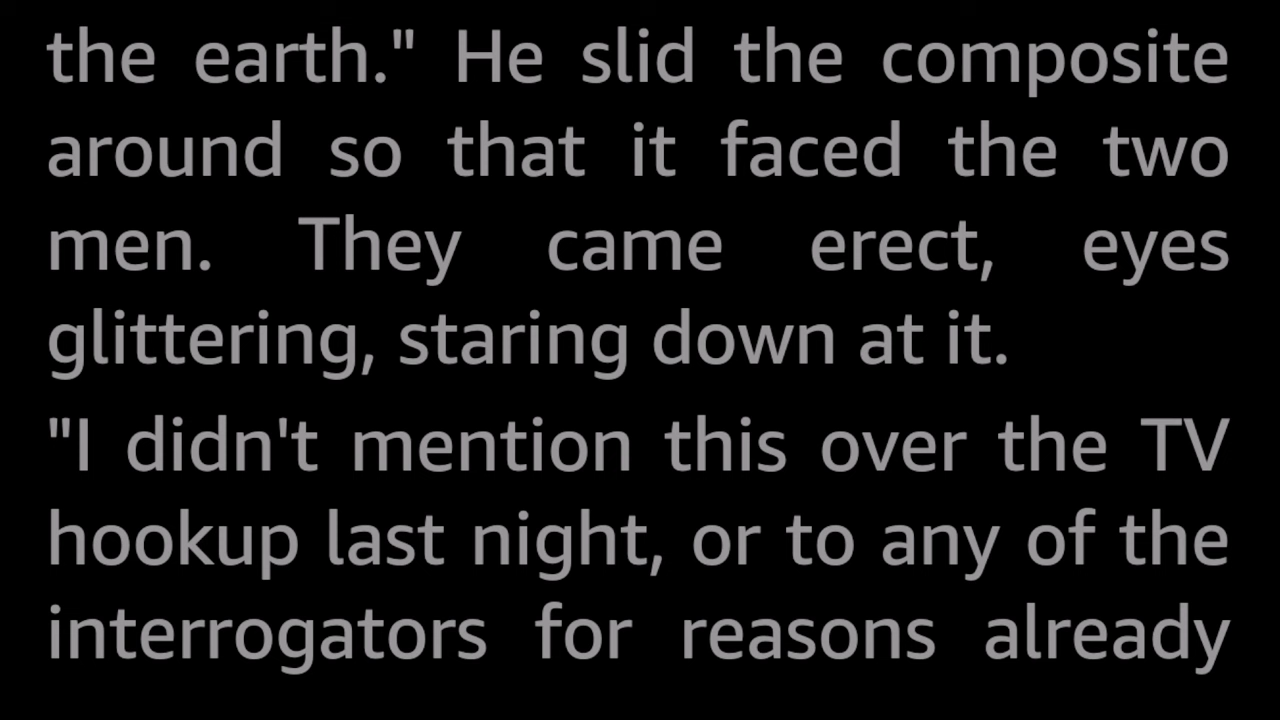 the earth." He slid the composite
around so that it faced the two
men. They came erect, eyes
glittering, staring down at it.
"I didn't mention this over the TV
hookup last night, or to any of the
interrogators for reasons already